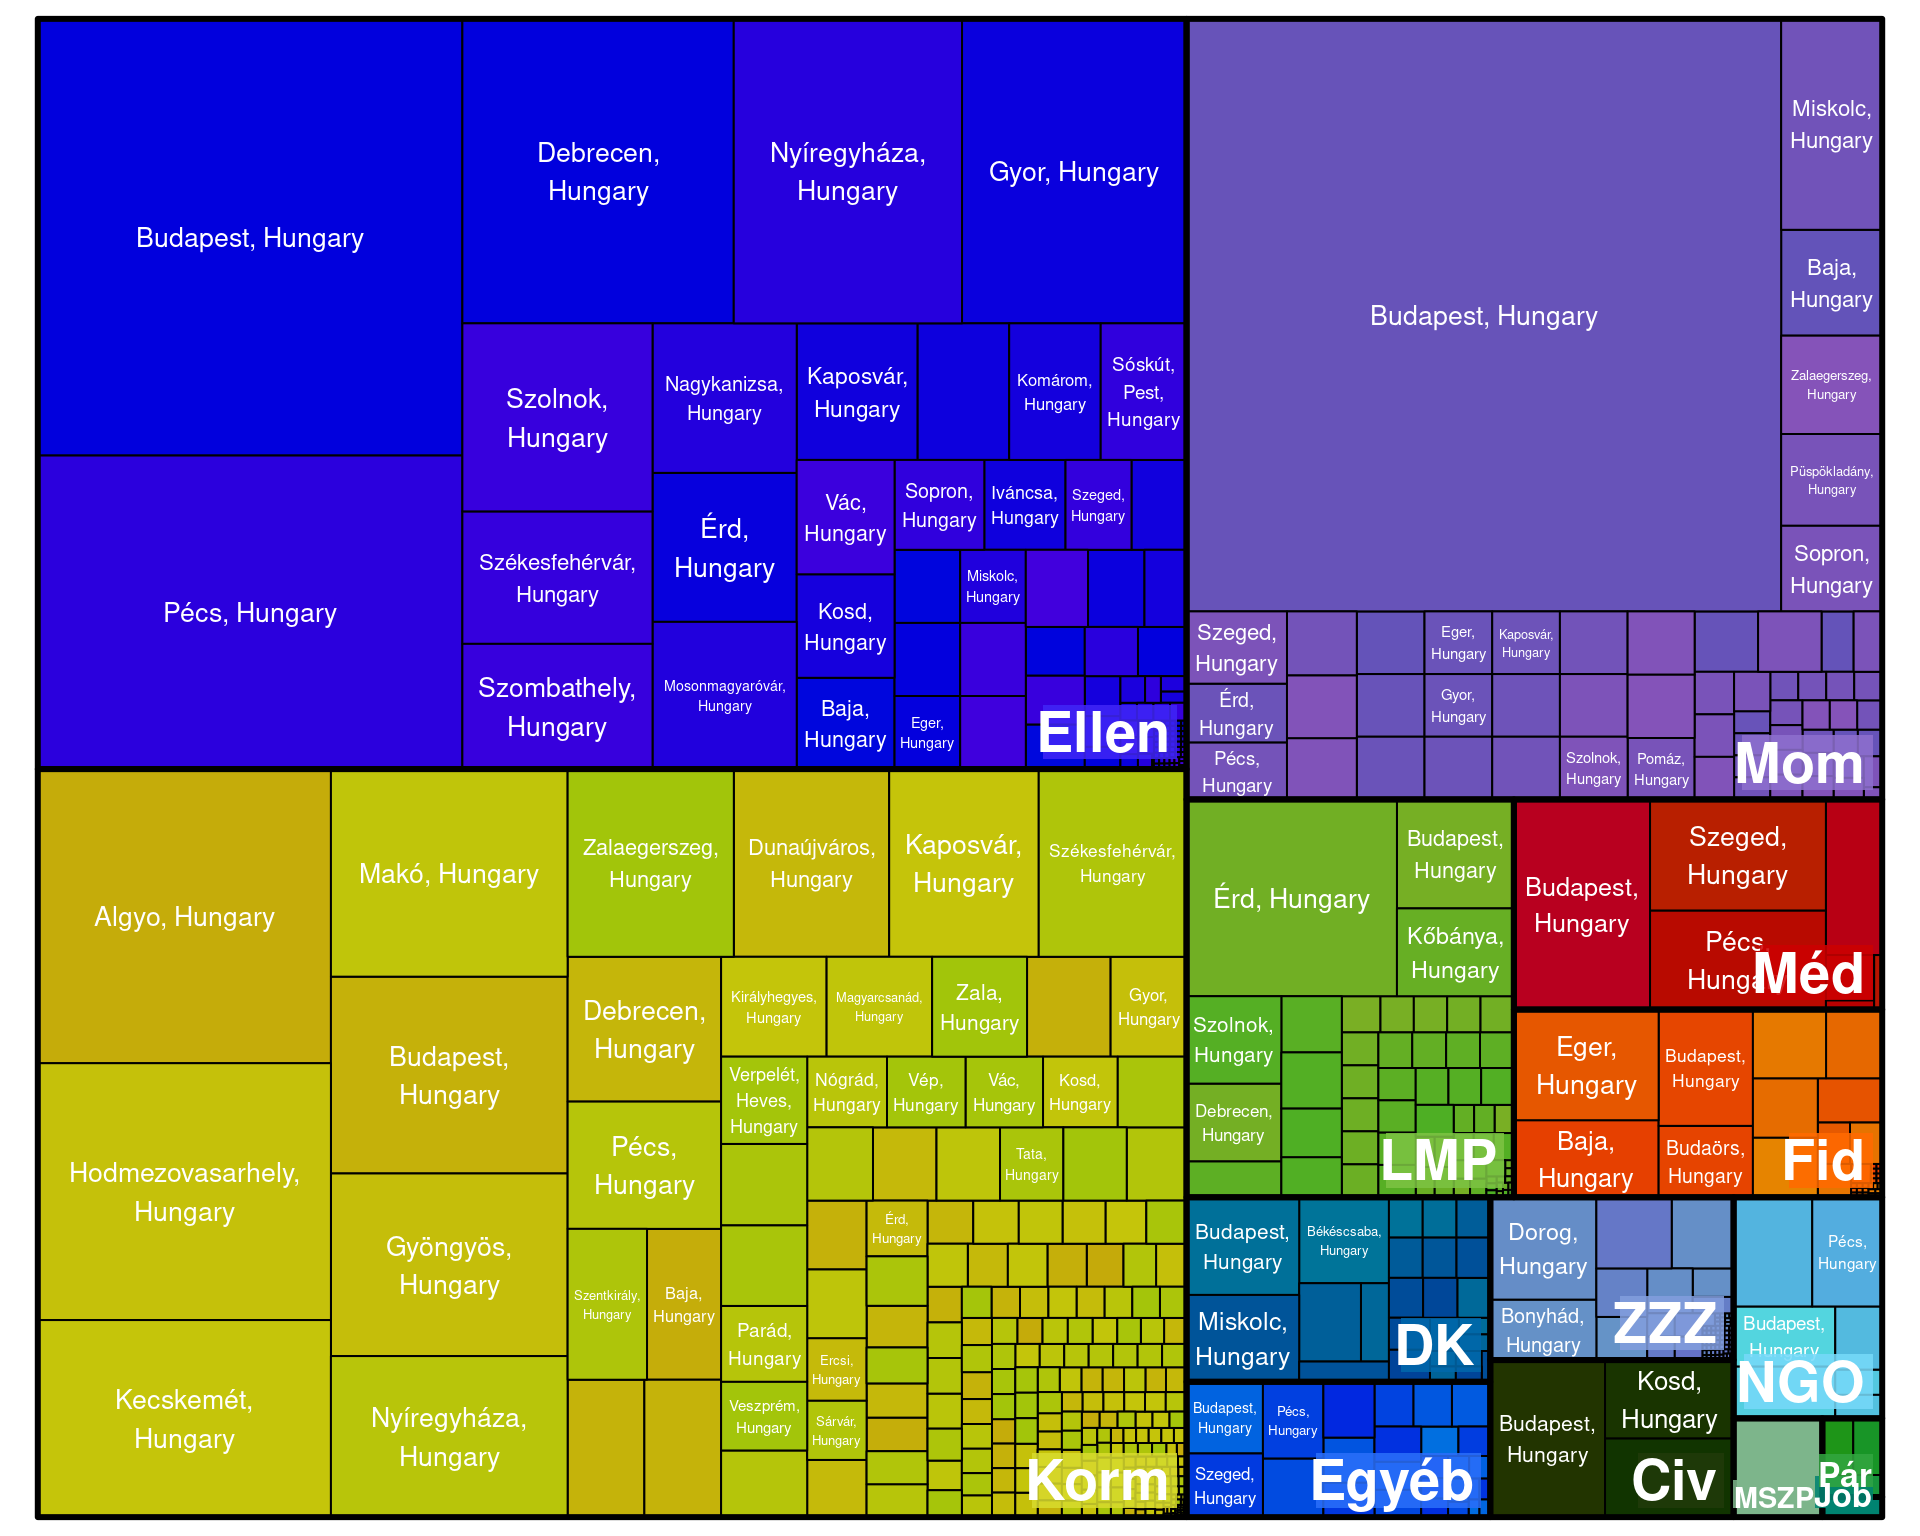 Budapest, Hungary
Debrecen,
Hungary
Nyíregyháza,
Hungary
Gyor, Hungary
Pécs, Hungary
Szolnok,
Hungary
Nagykanizsa,
Hungary
Kaposvár,
Hungary
Komárom,
Hungary
Sóskút,
Pest,
Hungary
Székesfehérvár,
Hungary
Érd,
Hungary
Vác,
Hungary
Sopron,
Hungary
Iváncsa,
Hungary
Szeged,
Hungary
Miskolc,
Hungary
Kosd,
Hungary
Szombathely,
Hungary
Mosonmagyaróvár,
Hungary
Baja,
Hungary
Eger,
Hungary
Ellen
Budapest, Hungary
Miskolc,
Hungary
Baja,
Hungary
Zalaegerszeg,
Hungary
Püspökladány,
Hungary
Sopron,
Hungary
Szeged,
Hungary
Érd,
Hungary
Pécs,
Hungary
Eger,
Hungary
Kaposvár,
Hungary
Gyor,
Hungary
Szolnok,
Hungary
Pomáz,
Hungary
Mom
Algyo, Hungary
Hodmezovasarhely,
Hungary
Kecskemét,
Hungary
Makó, Hungary
Budapest,
Hungary
Gyöngyös,
Hungary
Nyíregyháza,
Hungary
Zalaegerszeg,
Hungary
Dunaújváros,
Hungary
Kaposvár,
Hungary
Székesfehérvár,
Hungary
Debrecen,
Hungary
Pécs,
Hungary
Szentkirály,
Hungary
Baja,
Hungary
Királyhegyes,
Hungary
Magyarcsanád,
Hungary
Zala,
Hungary
Gyor,
Hungary
Verpelét,
Heves,
Hungary
Nógrád,
Hungary
Vép,
Hungary
Vác,
Hungary
Kosd,
Hungary
Tata,
Hungary
Parád,
Hungary
Veszprém,
Hungary
Érd,
Hungary
Ercsi,
Hungary
Sárvár,
Hungary
Korm
Érd, Hungary
Budapest,
Hungary
Kőbánya,
Hungary
Szolnok,
Hungary
Debrecen,
Hungary
LMP
Budapest,
Hungary
Szeged,
Hungary
Pécs,
Hunga
Méd
Eger,
Hungary
Baja,
Hungary
Budapest,
Hungary
Budaörs,
Hungary
Fid
Budapest,
Hungary
Békéscsaba,
Hungary
Miskolc,
Hungary
DK
Dorog,
Hungary
Bonyhád,
Hungary
ZZZ
Pécs,
Hungary
Budapest,
Hungary
NGO
Budapest,
Hungary
Pécs,
Hungary
Szeged,
Hungary
Egyéb
Budapest,
Hungary
Kosd,
Hungary
Civ
MSZP
Pár
Job